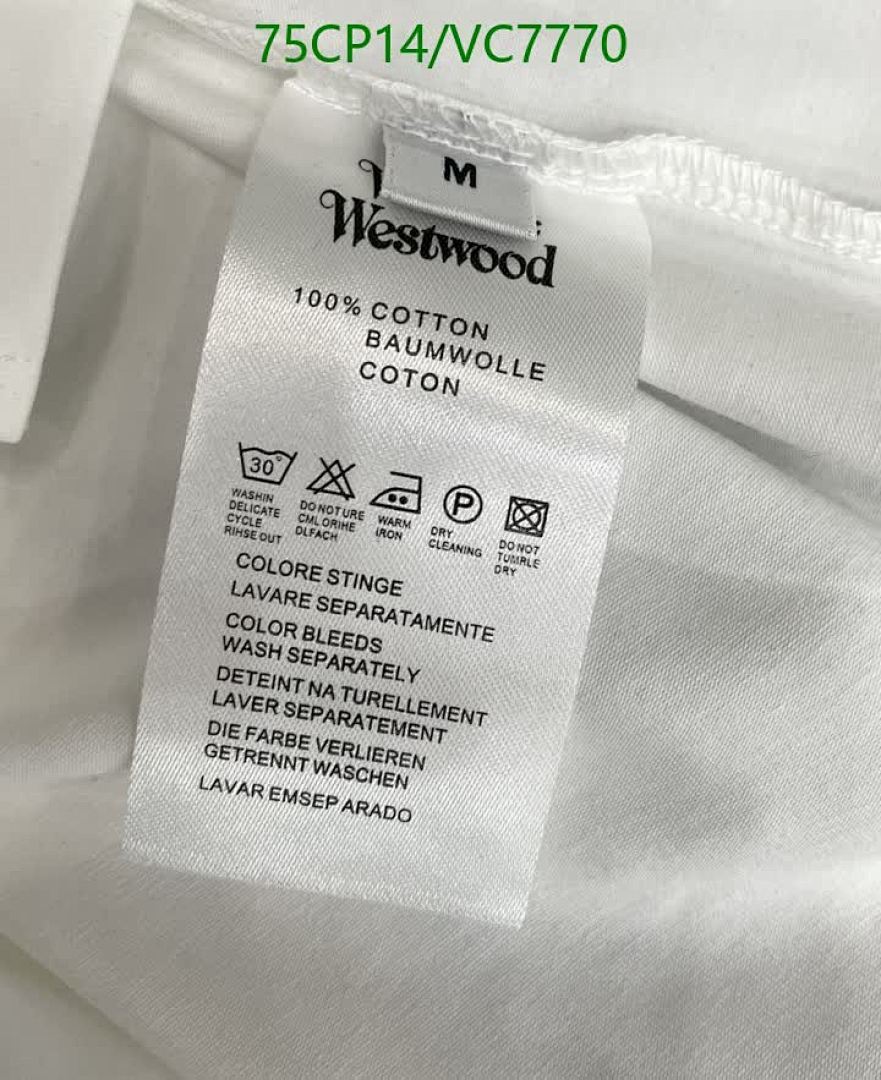 75CP14/VC7770
M
Westwood
100% COTTON
BAUMWOLLE
COTON
30°
P
WASHIN
DELICATE
CYCLE
RIHSE OUT
DO NOT URE
CML ORIHE
DLFACH
WARM
IRON
DRY
CLEANING
DO NOT
TUMRLE
DRY
COLORE STINGE
LAVARE SEPARATAMENTE
COLOR BLEEDS
WASH SEPARATELY
DETEINT NA TURELLEMENT
LAVER SEPARATEMENT
DIE FARBE VERLIEREN
GETRENNT WASCHEN
LAVAR EMSEP ARADO